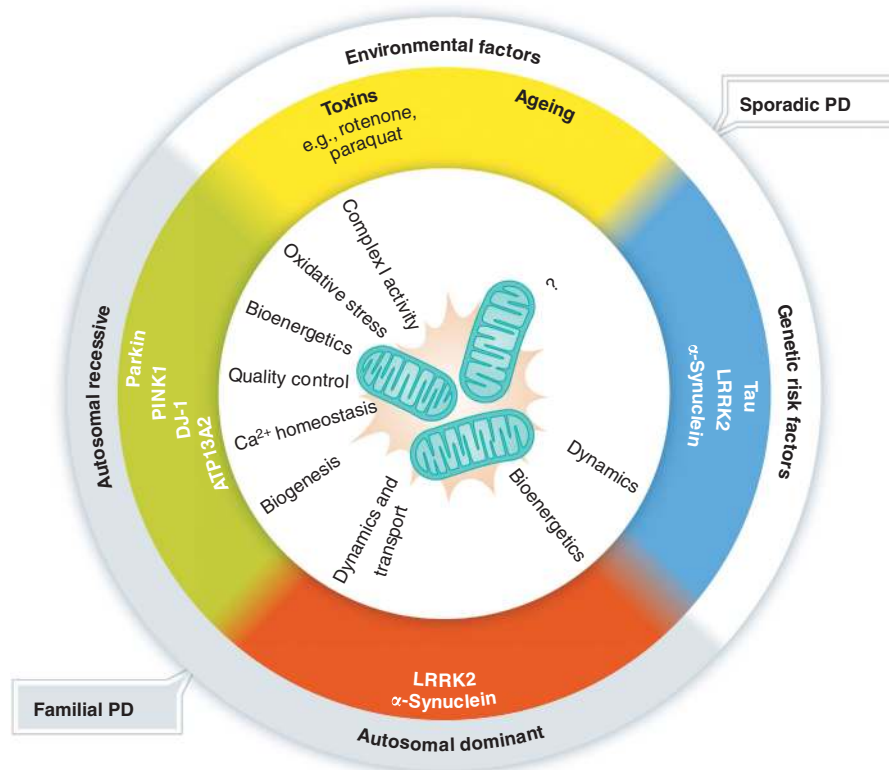 Environmental factors
Sporadic PD
Toxins
e.g., rotenone,
paraquat
Ageing
Complex I activity
Oxidative stress
Bioenergetics
Quality control
Ca²⁺ homeostasis
Biogenesis
Dynamics and
transport
?
Dynamics
Bioenergetics
Autosomal recessive
Parkin
PINK1
DJ-1
ATP13A2
Genetic risk factors
Tau
LRRK2
α-Synuclein
LRRK2
α-Synuclein
Familial PD
Autosomal dominant